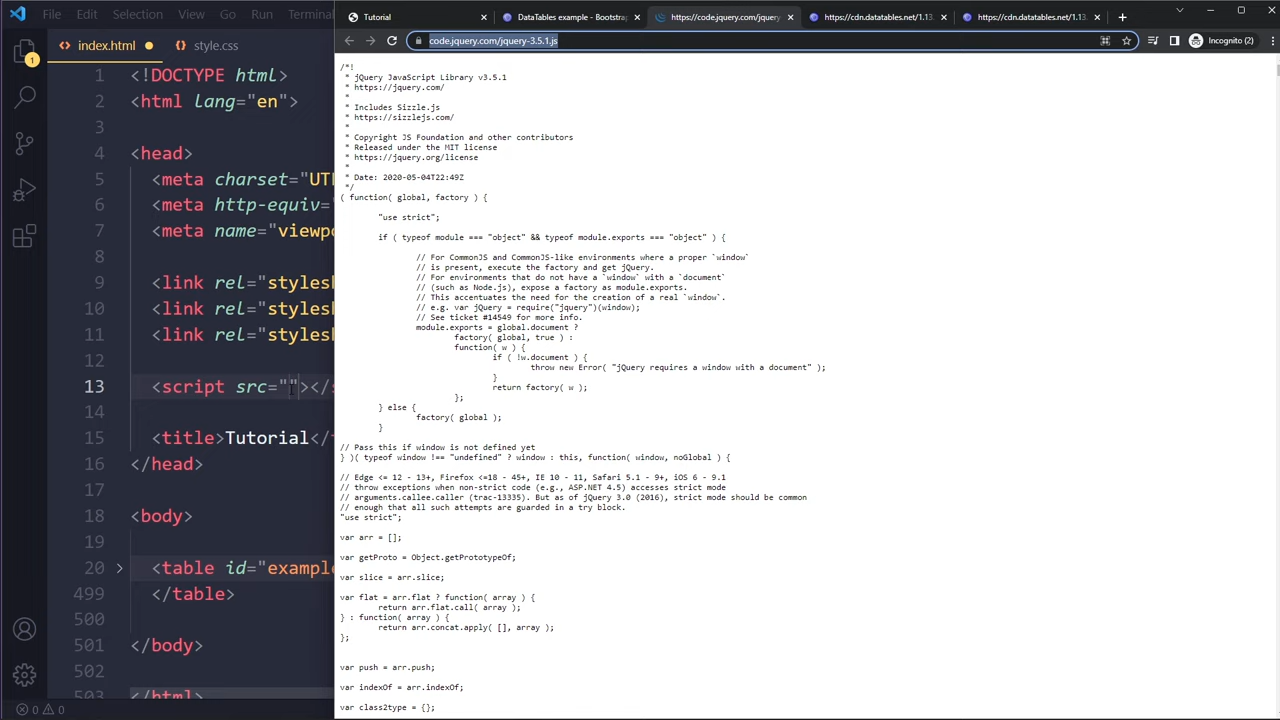 File Edit Selection View Go Run Terminal
Tutorial
DataTables example - Bootstra
https://code.jquery.com/jquery
https://cdn.datatables.net/1.13.
https://cdn.datatables.net/1.13.
index.html
style.css
code.jquery.com/jquery-3.5.1.js
Incognito (2)
1
1 <!DOCTYPE html>
2 <html lang="en">
3
4 <head>
5 <meta charset="UT
6 <meta http-equiv=
7 <meta name="viewpo
8
9 <link rel="stylesh
10 <link rel="stylesh
11 <link rel="stylesh
12
13 <script src=""></s
14
15 <title>Tutorial</t
16 </head>
17
18 <body>
19
20 <table id="example
499 </table>
500
501 </body>
502
503 </html>
0 0
/*!
* jQuery JavaScript Library v3.5.1
* https://jquery.com/
*
* Includes Sizzle.js
* https://sizzlejs.com/
*
* Copyright JS Foundation and other contributors
* Released under the MIT license
* https://jquery.org/license
*
* Date: 2020-05-04T22:49Z
*/
( function( global, factory ) {
"use strict";
if ( typeof module === "object" && typeof module.exports === "object" ) {
// For CommonJS and CommonJS-like environments where a proper `window`
// is present, execute the factory and get jQuery.
// For environments that do not have a `window` with a `document`
// (such as Node.js), expose a factory as module.exports.
// This accentuates the need for the creation of a real `window`.
// e.g. var jQuery = require("jquery")(window);
// See ticket #14549 for more info.
module.exports = global.document ?
factory( global, true ) :
function( w ) {
if ( !w.document ) {
throw new Error( "jQuery requires a window with a document" );
}
return factory( w );
};
} else {
factory( global );
}
// Pass this if window is not defined yet
} )( typeof window !== "undefined" ? window : this, function( window, noGlobal ) {
// Edge <= 12 - 13+, Firefox <=18 - 45+, IE 10 - 11, Safari 5.1 - 9+, iOS 6 - 9.1
// throw exceptions when non-strict code (e.g., ASP.NET 4.5) accesses strict mode
// arguments.callee.caller (trac-13335). But as of jQuery 3.0 (2016), strict mode should be common
// enough that all such attempts are guarded in a try block.
"use strict";
var arr = [];
var getProto = Object.getPrototypeOf;
var slice = arr.slice;
var flat = arr.flat ? function( array ) {
return arr.flat.call( array );
} : function( array ) {
return arr.concat.apply( [], array );
};
var push = arr.push;
var indexOf = arr.indexOf;
var class2type = {};